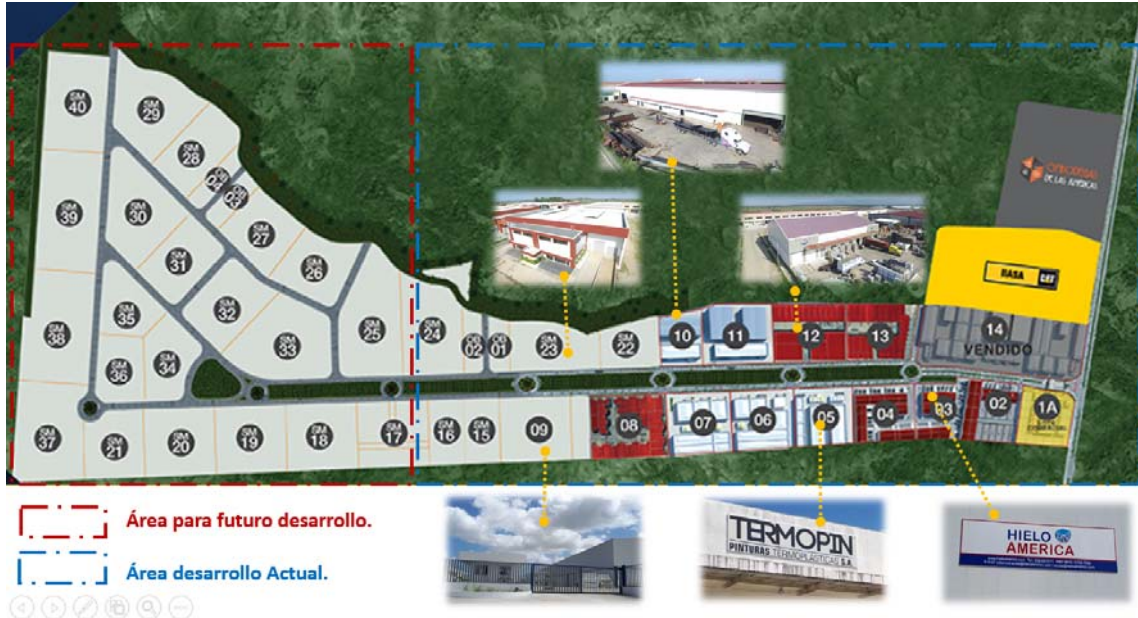 SM
40
SM
29
SM
28
SM
39
SM
30
SM
27
SM
26
SM
31
SM
38
SM
35
SM
32
SM
33
SM
25
SM
36
SM
34
SM
24
OB
02
OB
01
SM
23
SM
22
10
11
12
13
14
VENDIDO
DE LAS AMERICAS
RASA
CAT
SM
37
SM
21
SM
20
SM
19
SM
18
SM
17
SM
16
SM
15
09
08
07
06
05
04
03
02
1A
TERMOPIN
PINTURAS TERMOPLASTICAS S.A.
HIELO
AMERICA
Área para futuro desarrollo.
Área desarrollo Actual.